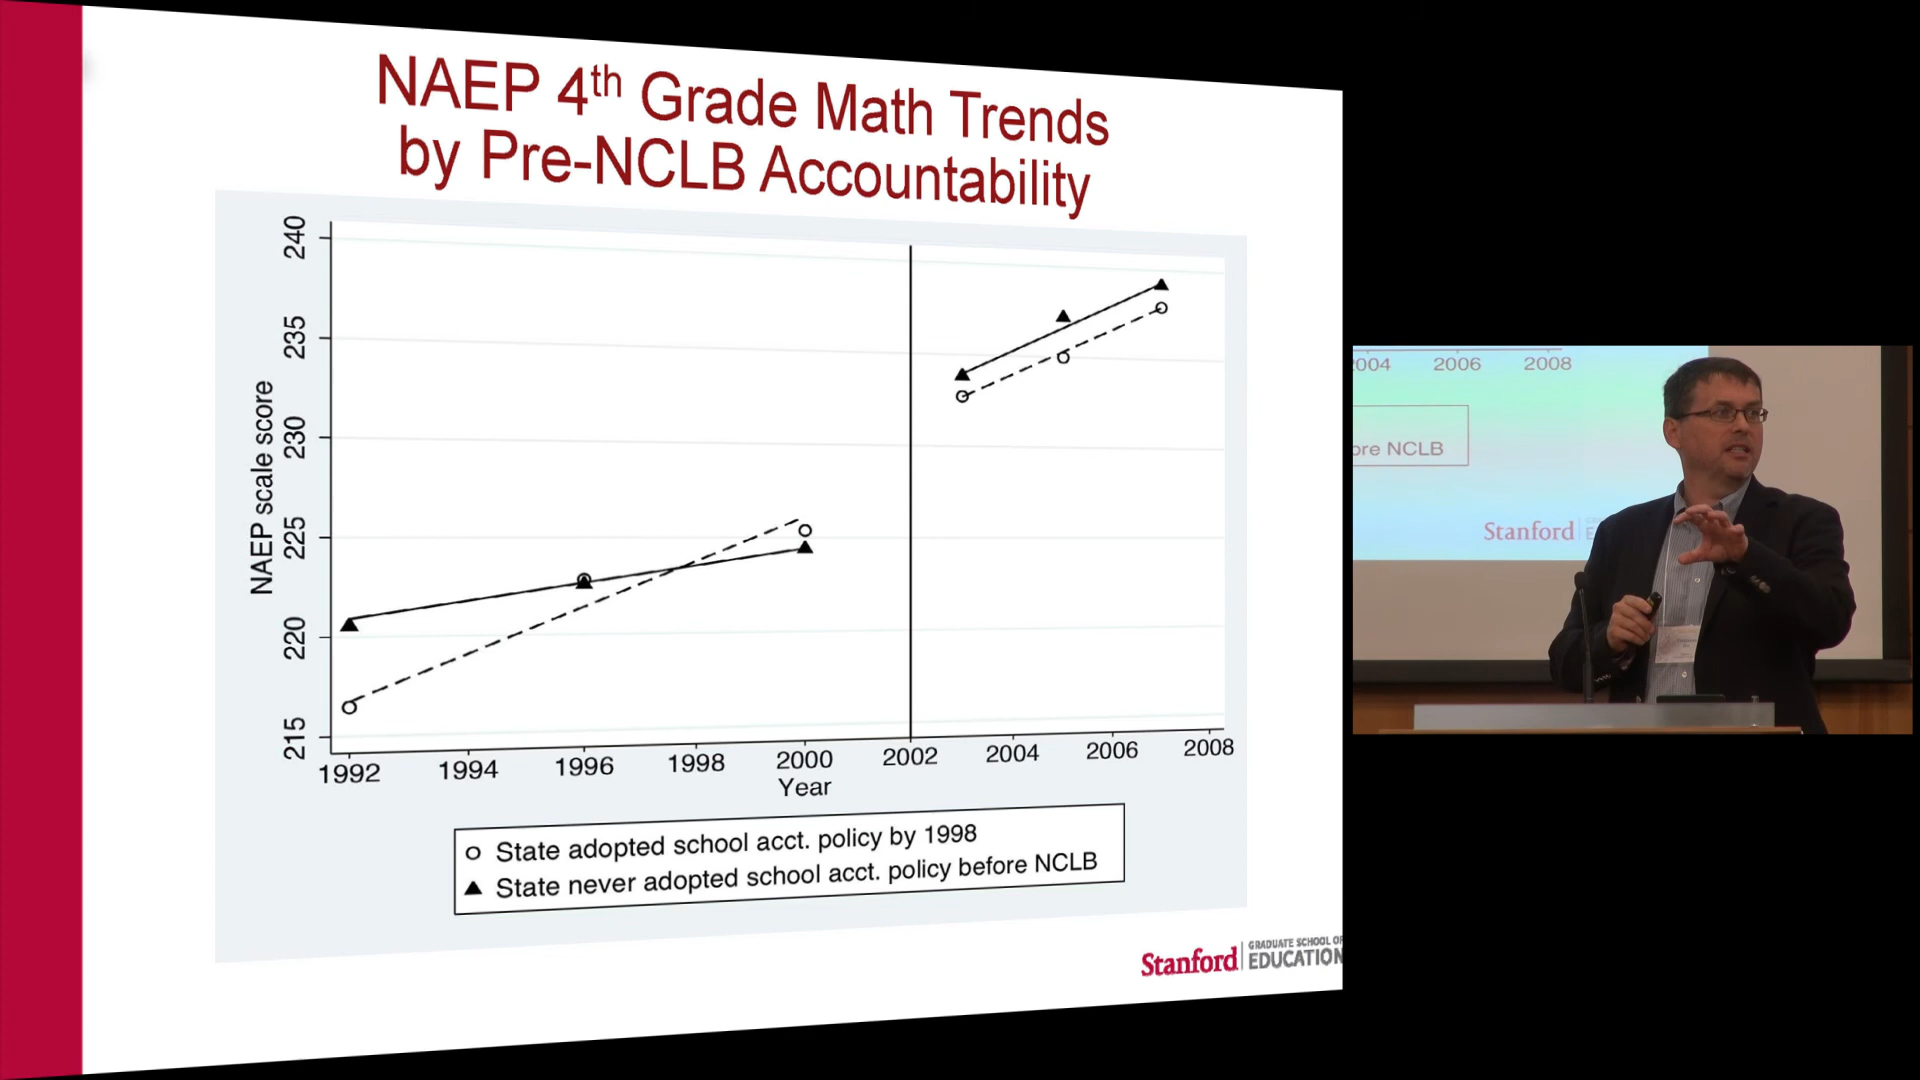 NAEP 4th Grade Math Trends
by Pre-NCLB Accountability
240
235
230
225
220
215
NAEP scale score
1992 1994 1996 1998 2000 2002 2004 2006 2008
Year
State adopted school acct. policy by 1998
State never adopted school acct. policy before NCLB
Stanford
GRADUATE SCHOOL OF
EDUCATION
004 2006 2008
ore NCLB
Stanford